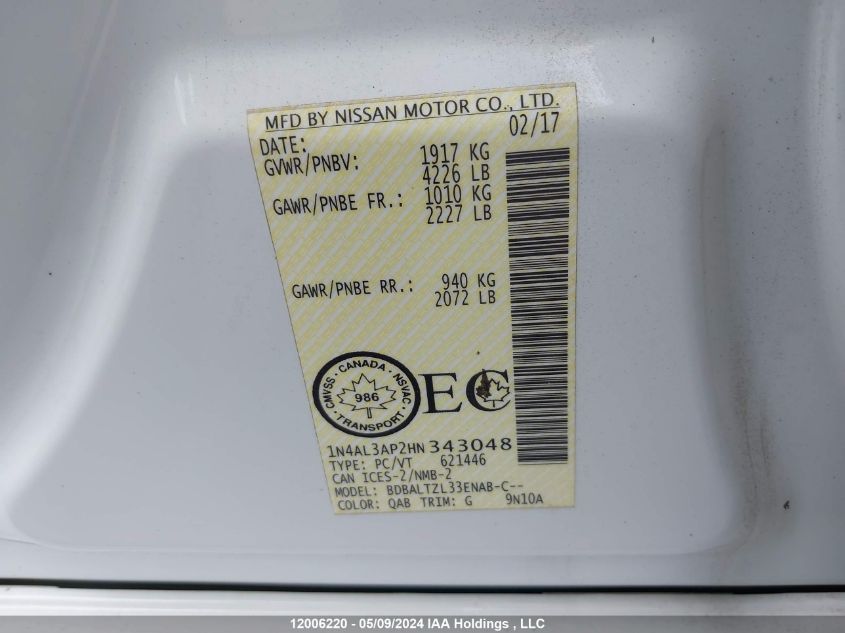 MFD BY NISSAN MOTOR CO., LTD.
DATE: 02/17
GVWR/PNBV: 1917 KG
4226 LB
GAWR/PNBE FR.: 1010 KG
2227 LB
GAWR/PNBE RR.: 940 KG
2072 LB
CANADA
CMVSS · NSVAC
986
TRANSPORT
EC
1N4AL3AP2HN343048
TYPE: PC/VT 621446
CAN ICES-2/NMB-2
MODEL: BDBALTZL33ENAB-C--
COLOR: QAB TRIM: G 9N10A
12006220 - 05/09/2024 IAA Holdings , LLC